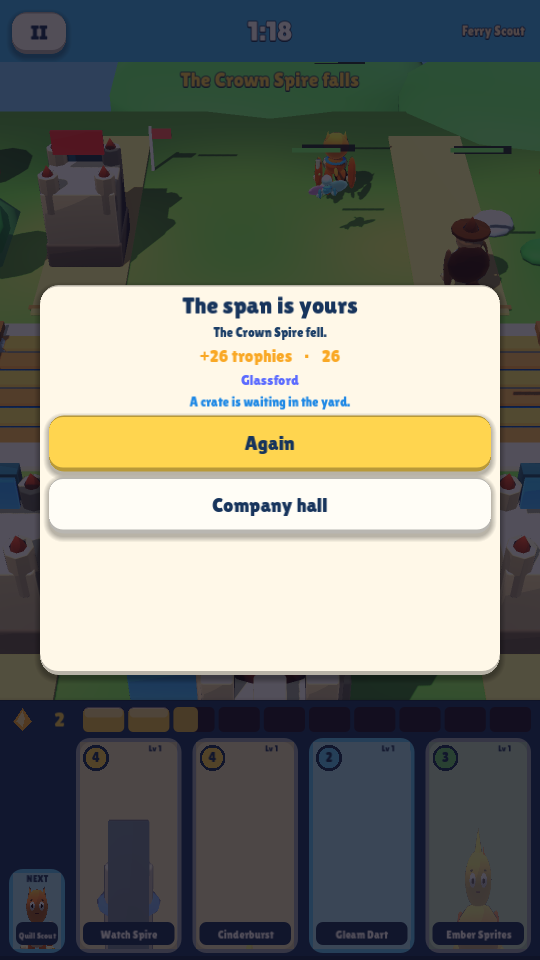 II
1:18
Ferry Scout
The Crown Spire falls
The span is yours
The Crown Spire fell.
+26 trophies · 26
Glassford
A crate is waiting in the yard.
Again
Company hall
2
4
Lv 1
4
Lv 1
2
Lv 1
3
Lv 1
NEXT
Quill Scout
Watch Spire
Cinderburst
Gleam Dart
Ember Sprites